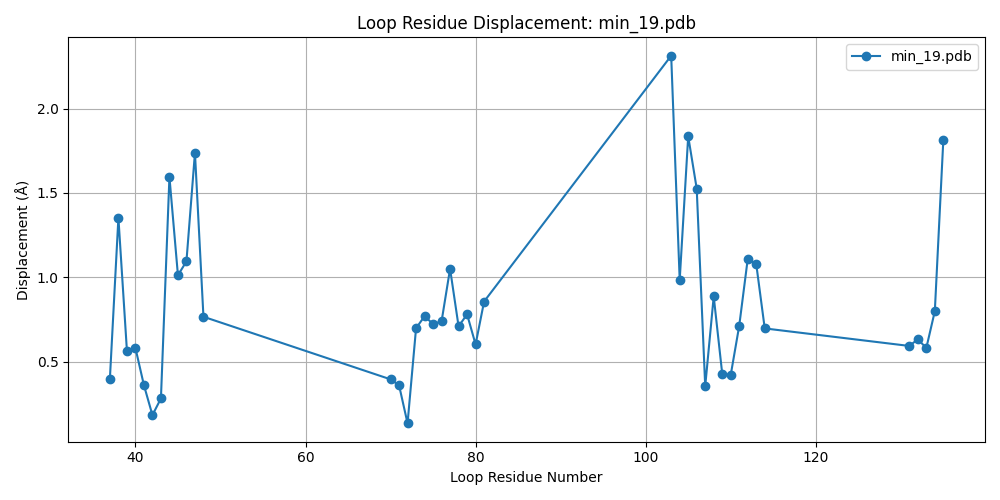 Loop Residue Displacement: min_19.pdb
min_19.pdb
Displacement (Å)
2.0
1.5
1.0
0.5
40
60
80
100
120
Loop Residue Number